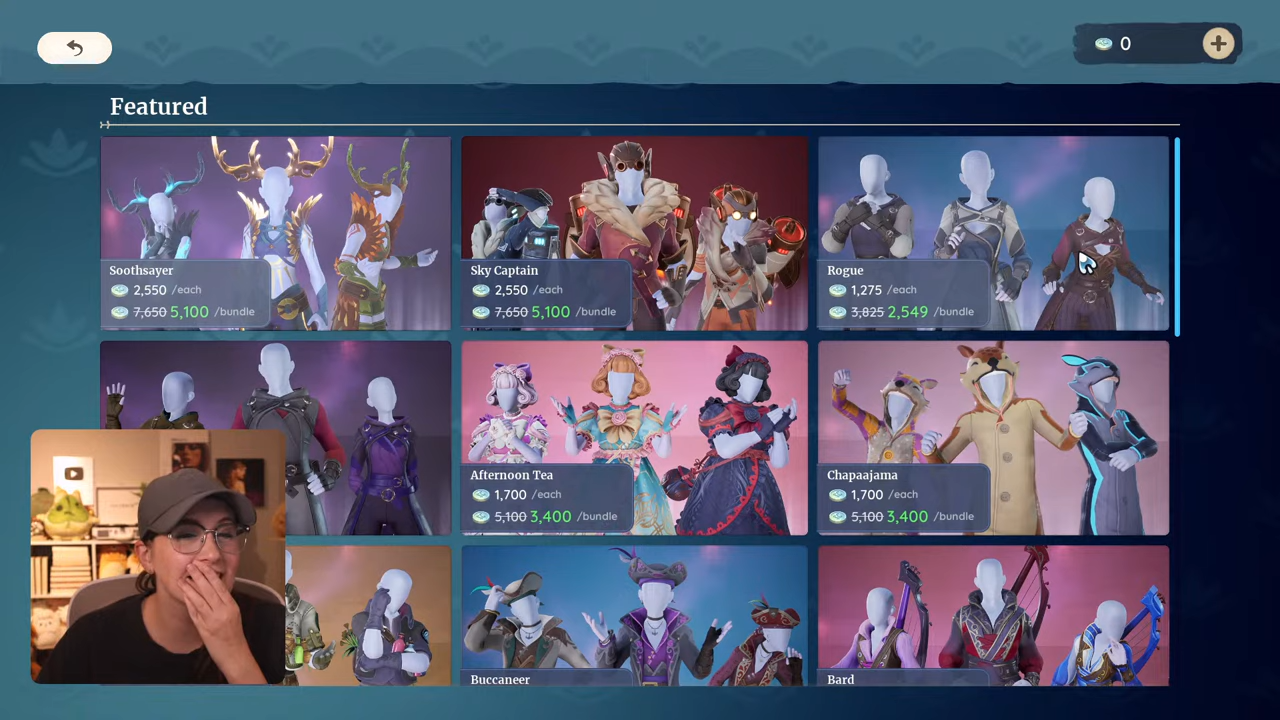 0
Featured
Soothsayer
2,550 /each
7,650 5,100 /bundle
Sky Captain
2,550 /each
7,650 5,100 /bundle
Rogue
1,275 /each
3,825 2,549 /bundle
Afternoon Tea
1,700 /each
5,100 3,400 /bundle
Chapaajama
1,700 /each
5,100 3,400 /bundle
Buccaneer
Bard